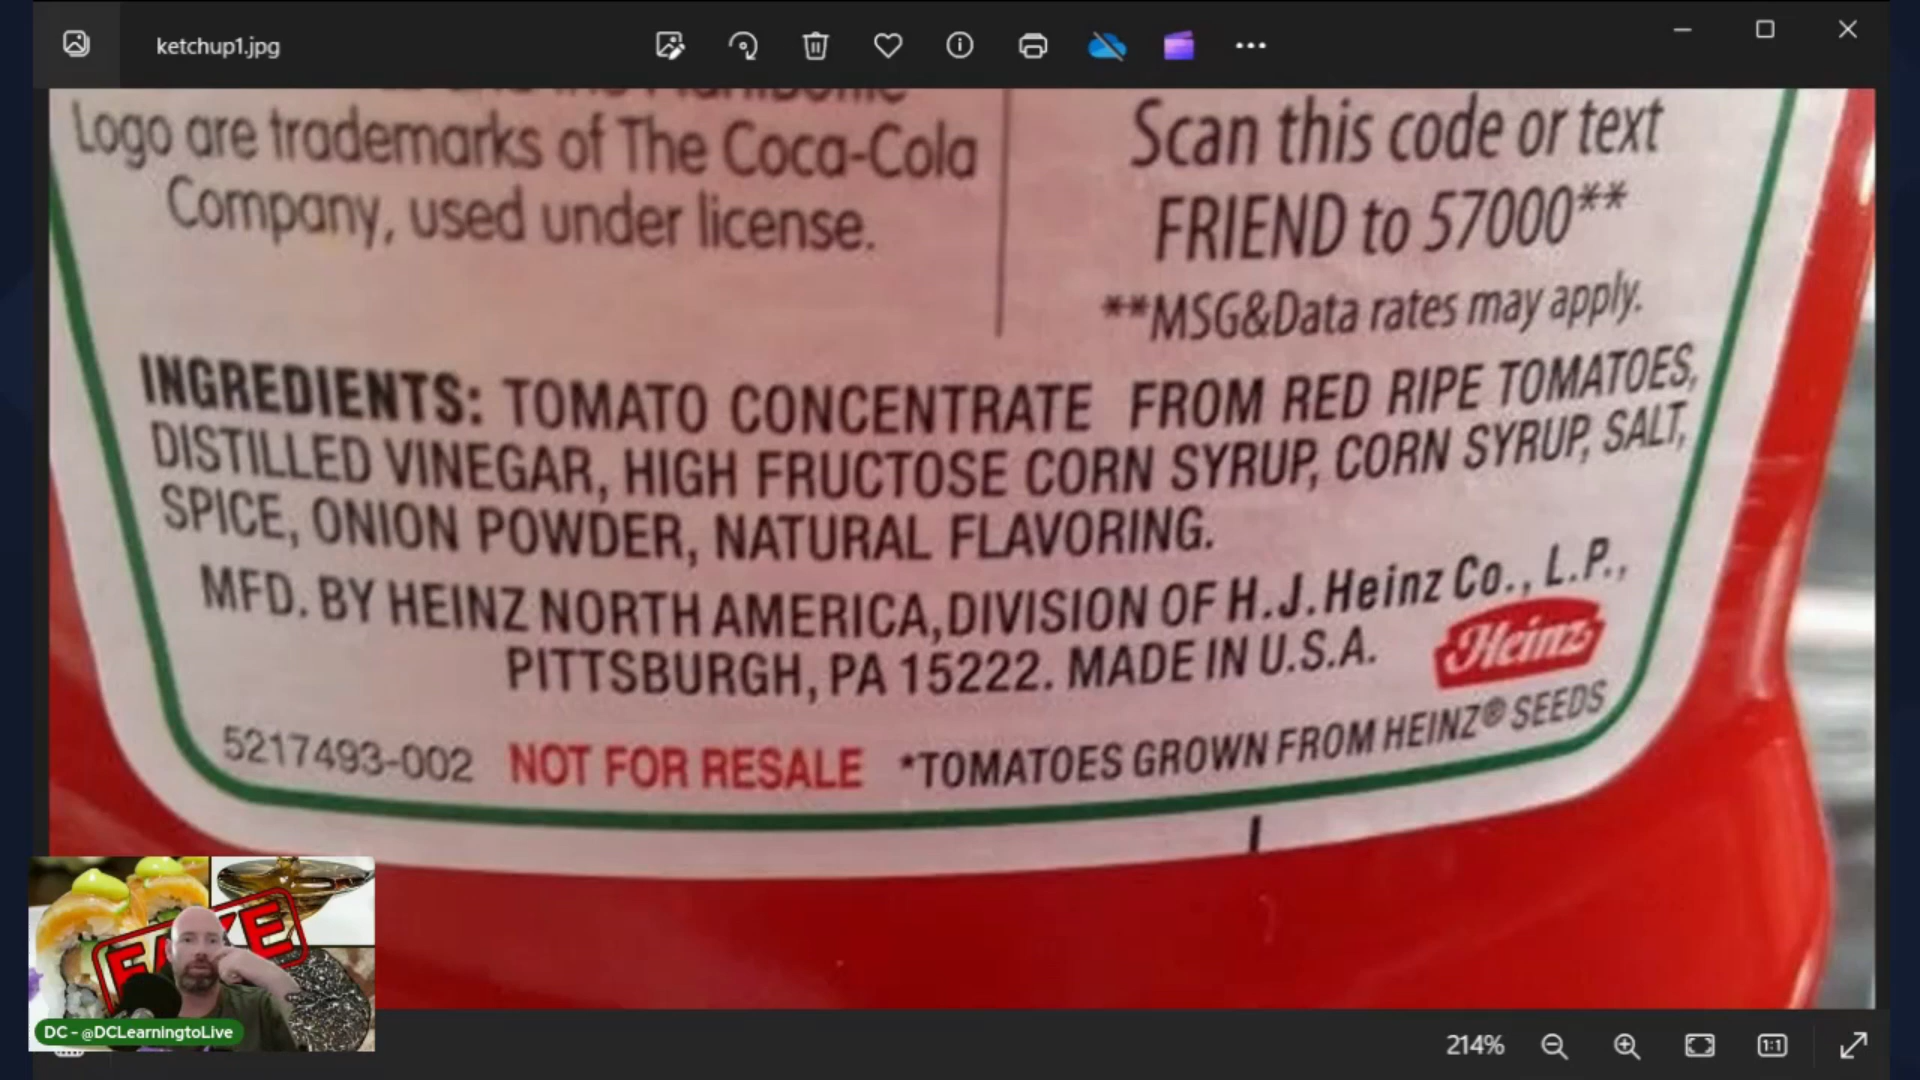 ketchup1.jpg
Logo are trademarks of The Coca-Cola
Company, used under license.
Scan this code or text
FRIEND to 57000**
**MSG&Data rates may apply.
INGREDIENTS: TOMATO CONCENTRATE FROM RED RIPE TOMATOES,
DISTILLED VINEGAR, HIGH FRUCTOSE CORN SYRUP, CORN SYRUP, SALT,
SPICE, ONION POWDER, NATURAL FLAVORING.
MFD. BY HEINZ NORTH AMERICA, DIVISION OF H.J. Heinz Co., L.P.,
PITTSBURGH, PA 15222. MADE IN U.S.A.
Heinz
5217493-002 NOT FOR RESALE *TOMATOES GROWN FROM HEINZ® SEEDS
FAKE
DC - @DCLearningtoLive
214%
1:1